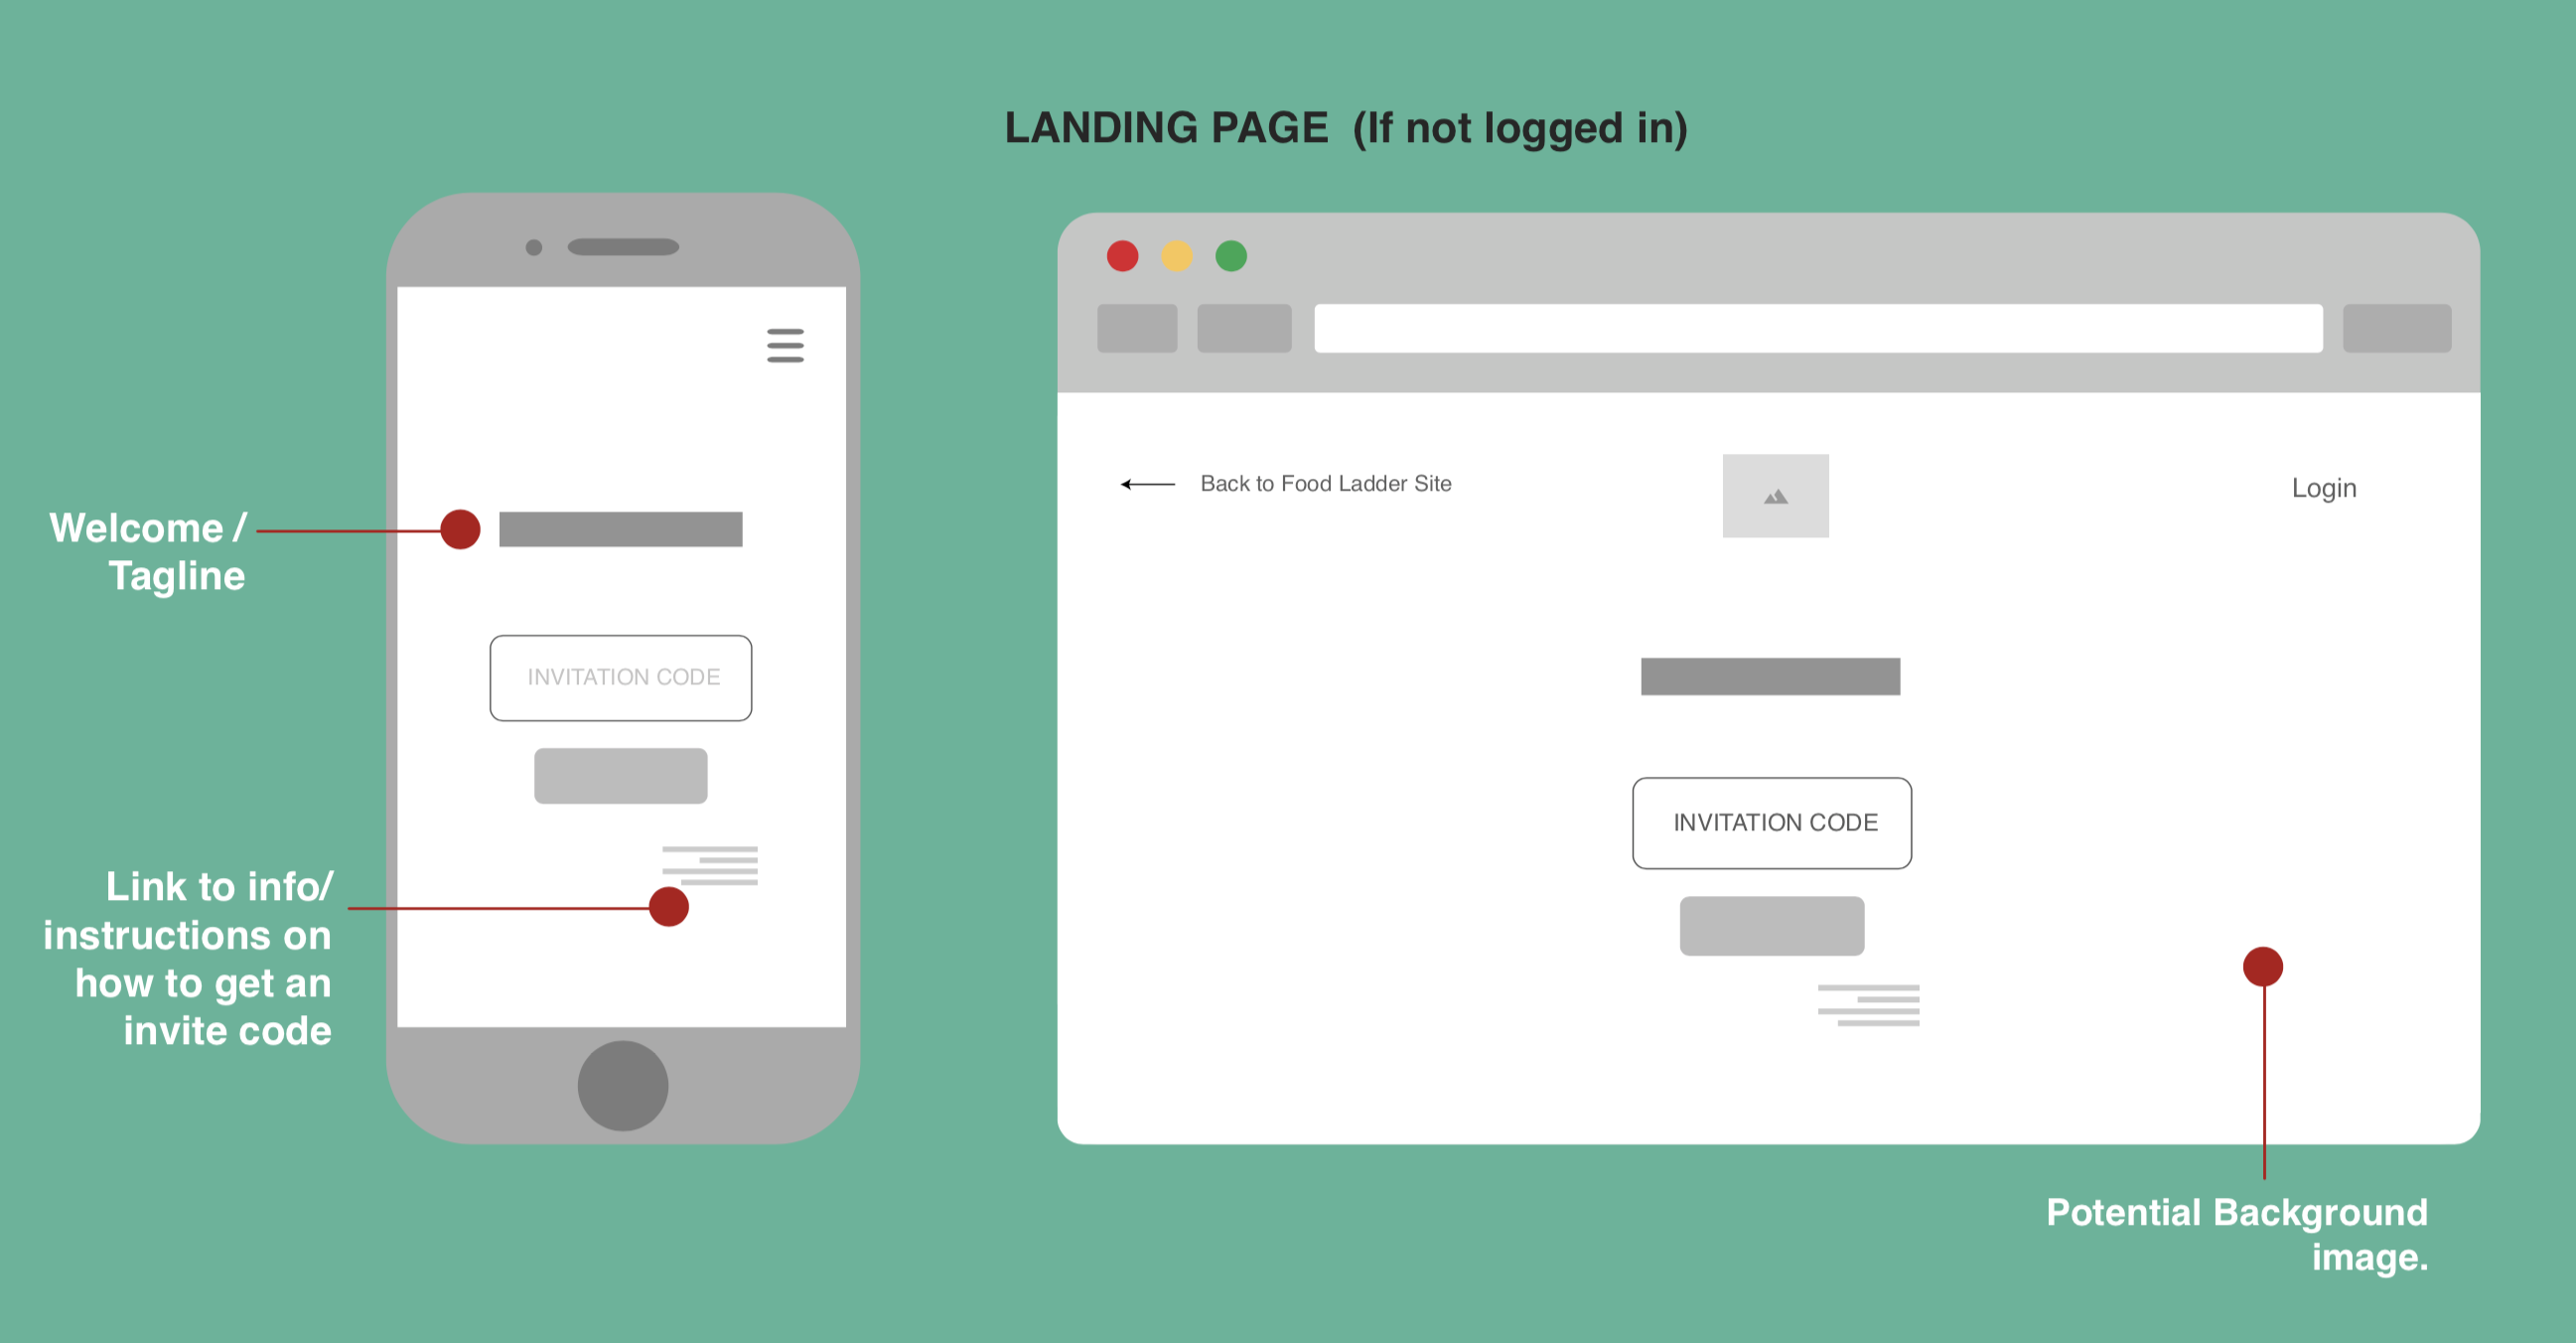 LANDING PAGE (If not logged in)
Welcome /
Tagline
INVITATION CODE
Link to info/
instructions on
how to get an
invite code
Back to Food Ladder Site
Login
INVITATION CODE
Potential Background
image.